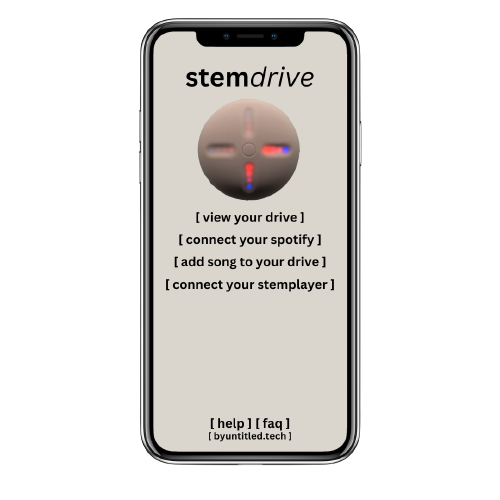 stemdrive
[ view your drive ]
[ connect your spotify ]
[ add song to your drive ]
[ connect your stemplayer ]
[ help ] [ faq ]
[ byuntitled.tech ]